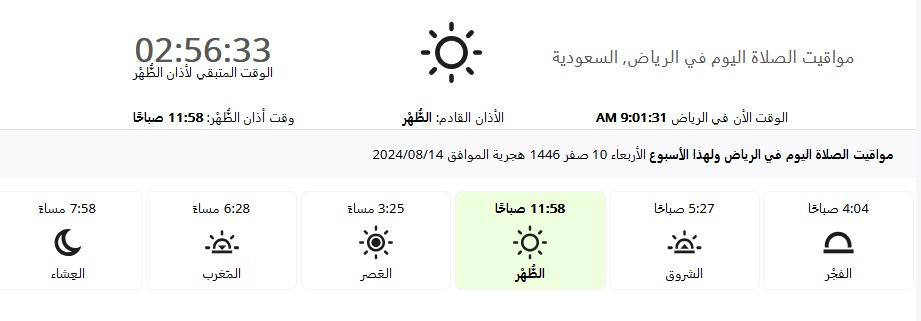 مواقيت الصلاة اليوم في الرياض, السعودية
02:56:33
الوقت المتبقي لأذان الظُّهْر
الوقت الأن في الرياض 9:01:31 AM
الأذان القادم: الظُّهْر
وقت أذان الظُّهْر: 11:58 صباحًا
مواقيت الصلاة اليوم في الرياض ولهذا الأسبوع الأربعاء 10 صفر 1446 هجرية الموافق 2024/08/14
4:04 صباحًا
الفجْر
5:27 صباحًا
الشروق
11:58 صباحًا
الظُّهْر
3:25 مساءً
العَصر
6:28 مساءً
المَغرب
7:58 مساءً
العِشاء